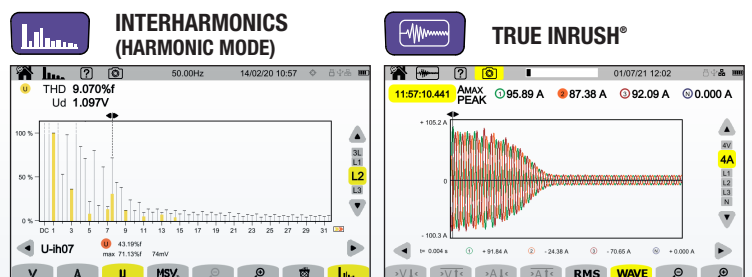 INTERHARMONICS
(HARMONIC MODE)
50.00Hz 14/02/20 10:57
U THD 9.070%f
Ud 1.097V
100 %
50 %
0 %
DC 1 3 5 7 9 11 13 15 17 19 21 23 25 27 29 31
3L
L1
L2
L3
U-ih07 U 43.19%f
max 71.13%f 74mV
V A U MSV
TRUE INRUSH®
01/07/21 12:02
11:57:10.441 AMAX PEAK 1 95.89 A 2 87.38 A 3 92.09 A N 0.000 A
+ 105.2 A
0
- 100.3 A
4V
4A
L1
L2
L3
N
t= 0.004 s 1 + 91.84 A 2 - 24.38 A 3 - 70.65 A N + 0.000 A
>V↓< >V↑< >A↓< >A↑< RMS WAVE